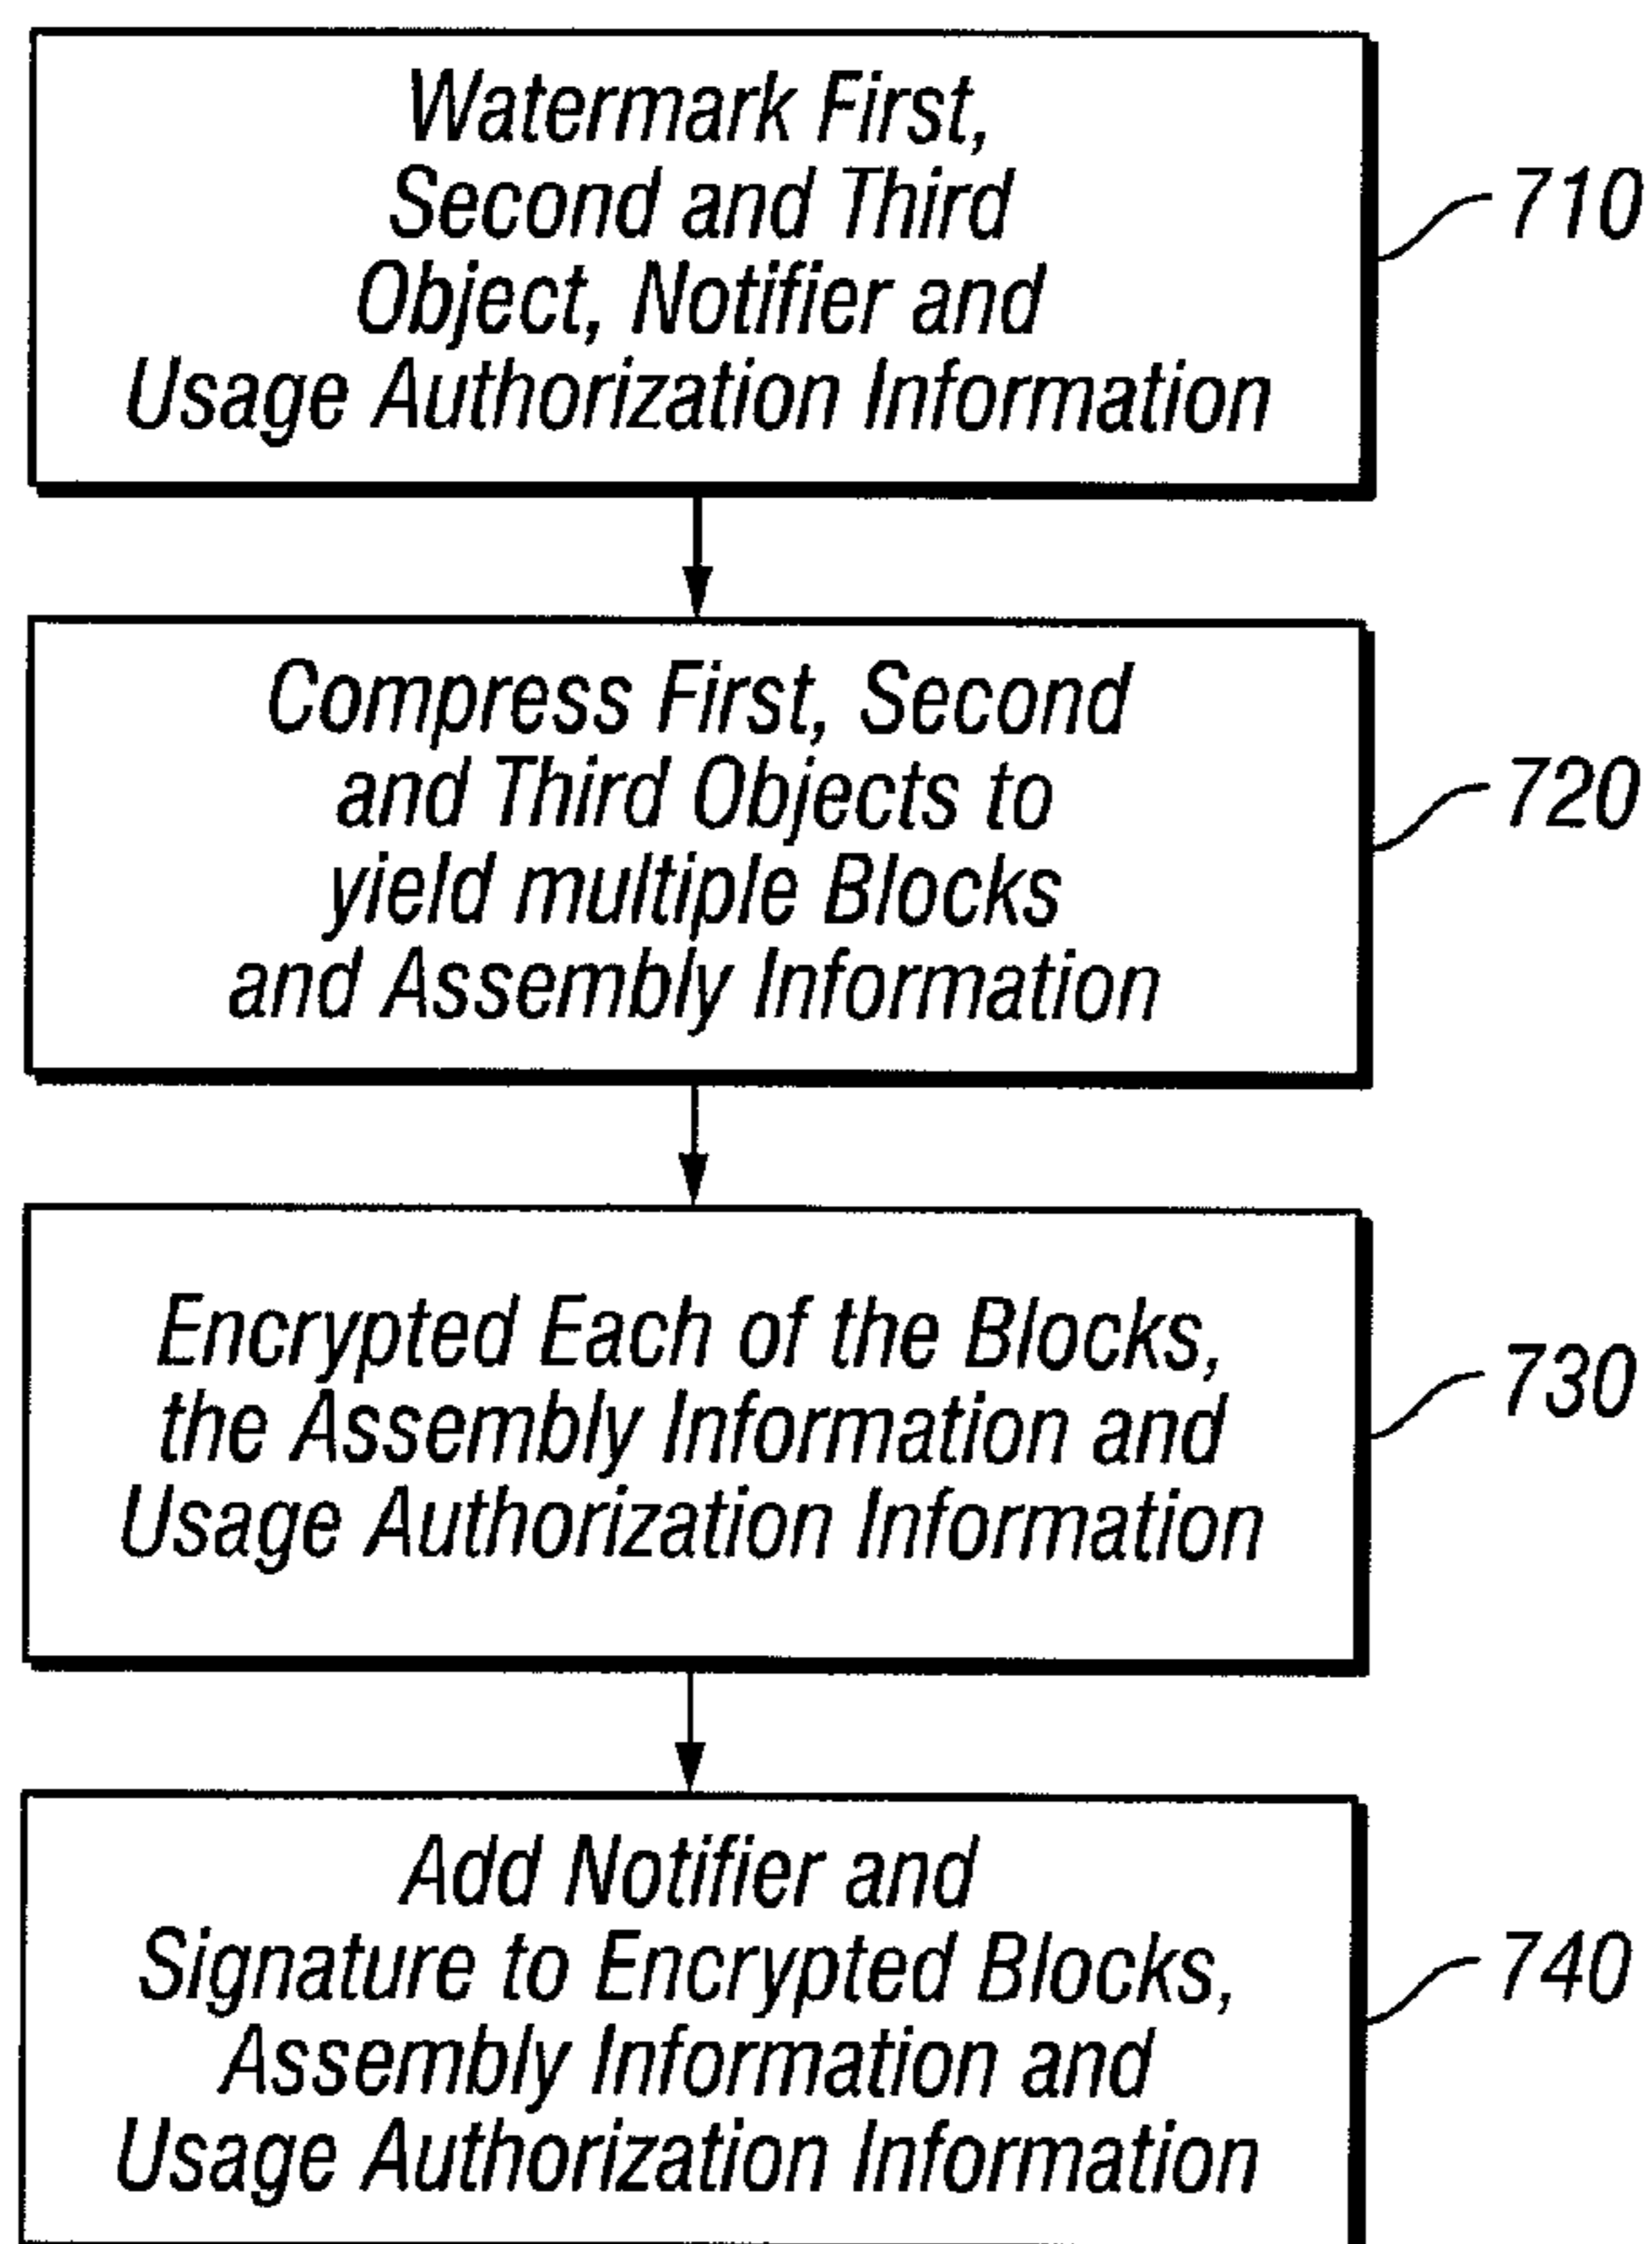 Watermark First,
Second and Third
Object, Notifier and
Usage Authorization Information
710
Compress First, Second
and Third Objects to
yield multiple Blocks
and Assembly Information
720
Encrypted Each of the Blocks,
the Assembly Information and
Usage Authorization Information
730
Add Notifier and
Signature to Encrypted Blocks,
Assembly Information and
Usage Authorization Information
740